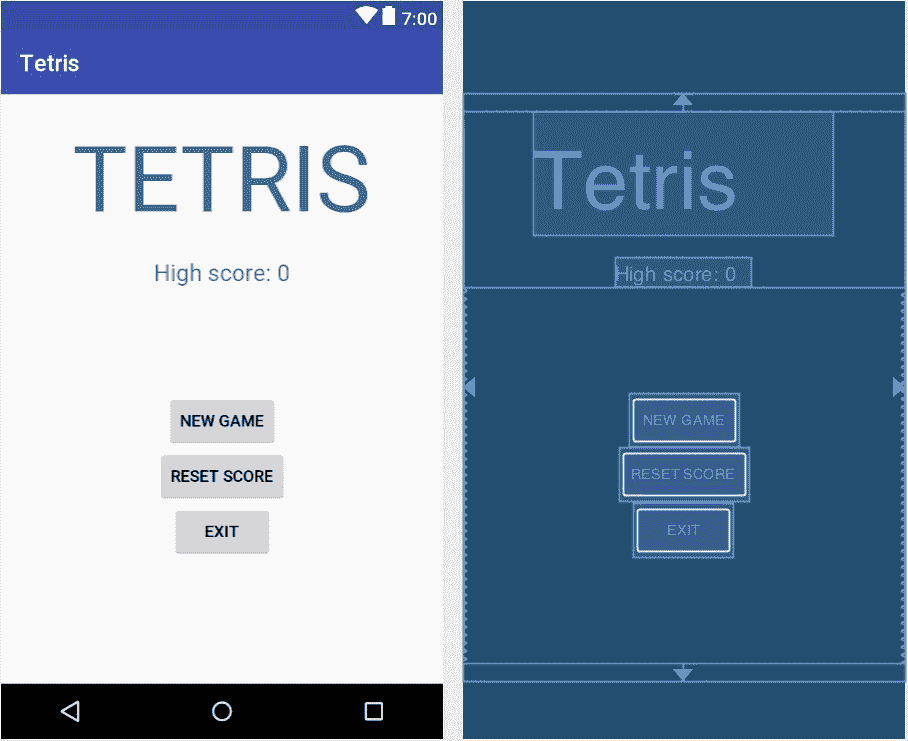 7:00
Tetris
TETRIS
High score: 0
NEW GAME
RESET SCORE
EXIT
Tetris
High score: 0
NEW GAME
RESET SCORE
EXIT